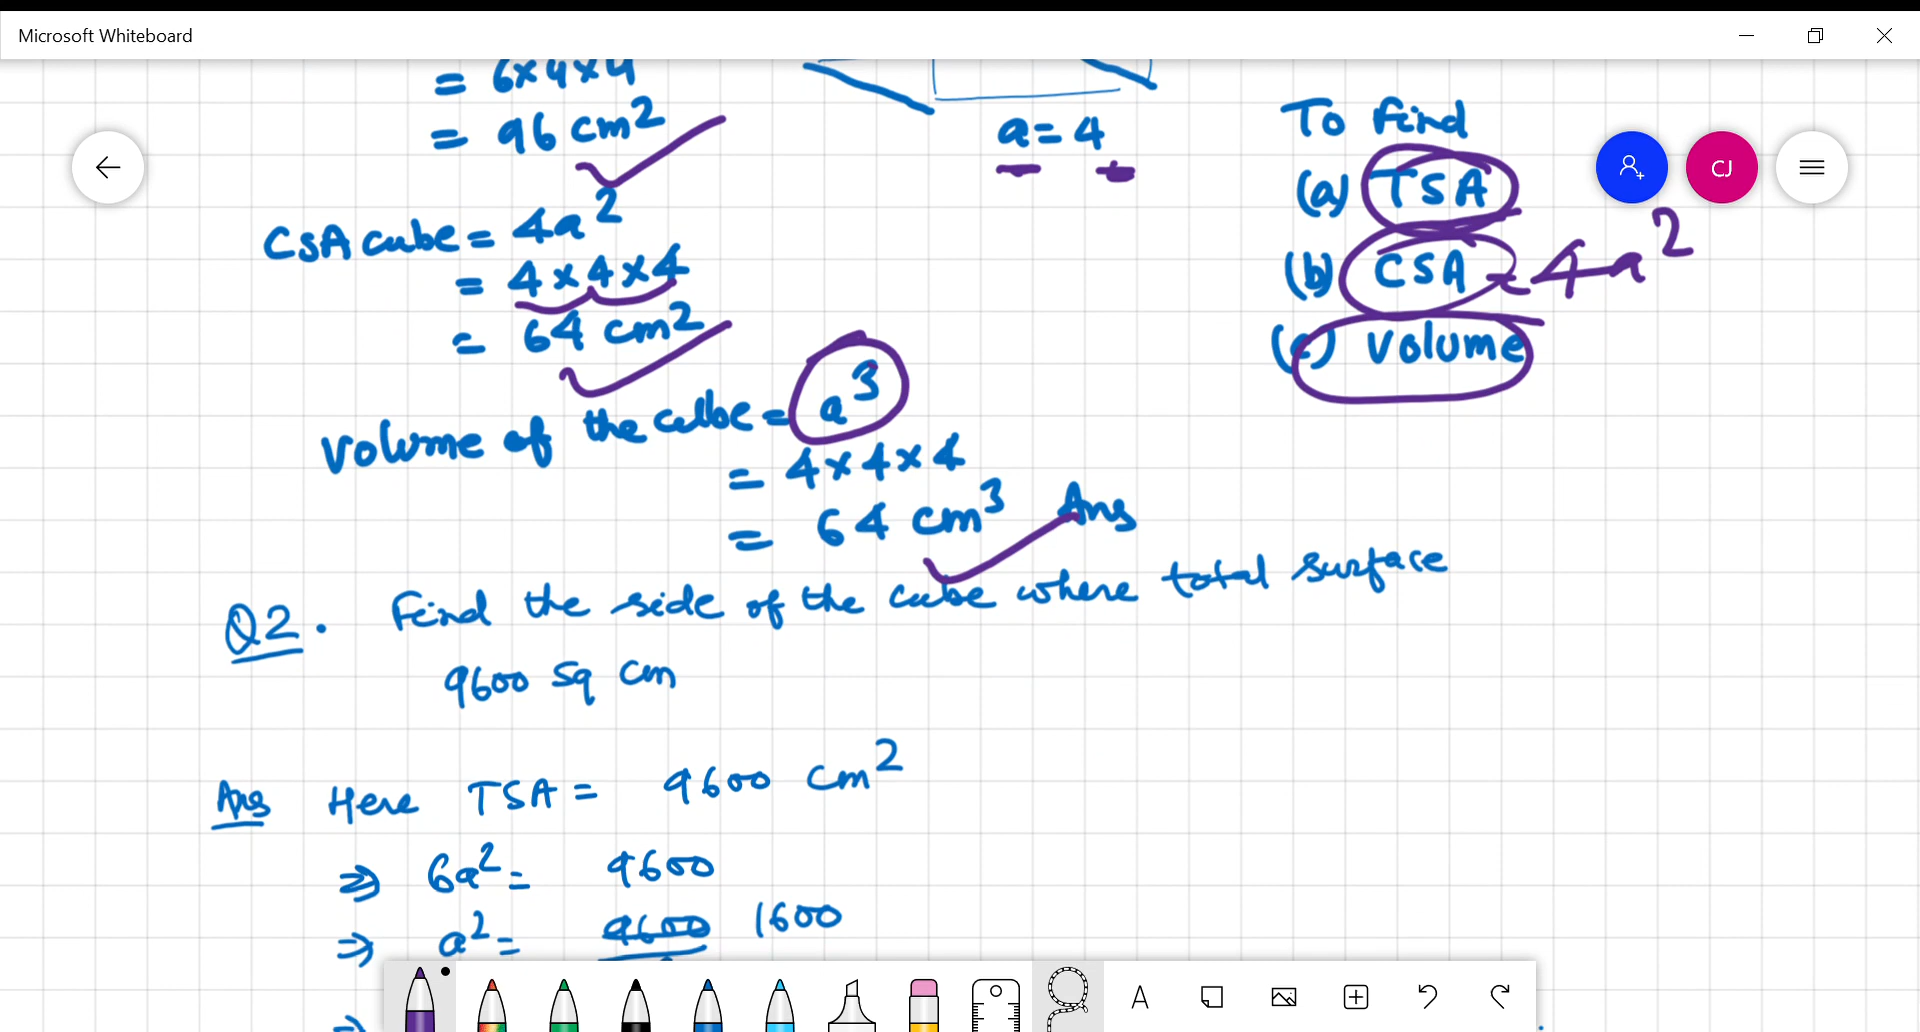 Microsoft Whiteboard
= 6×4×4
= 96 cm²
a = 4
To find
(a) TSA
(b) CSA = 4a²
(c) Volume
CJ
CSA cube = 4a²
= 4×4×4
= 64 cm²
Volume of the cube = a³
= 4×4×4
= 64 cm³ Ans
Q2. Find the side of the cube where total surface
9600 sq cm
Ans Here TSA = 9600 cm²
⇒ 6a² = 9600
⇒ a² = 9600 1600
⇒
A